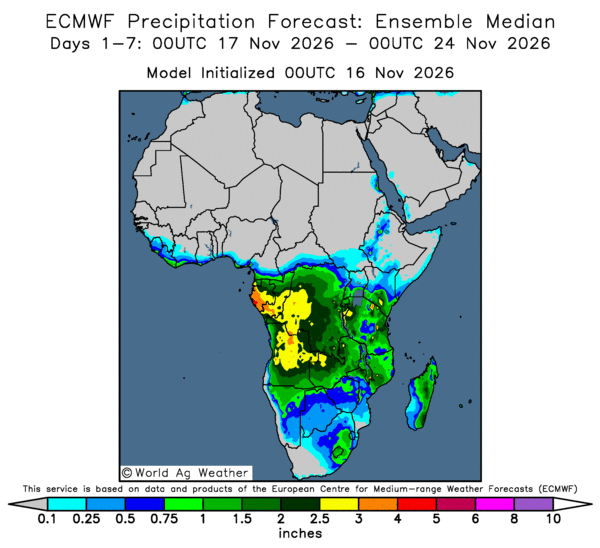 ECMWF Precipitation Forecast: Ensemble Median
Days 1-7: 00UTC 17 Nov 2026 - 00UTC 24 Nov 2026
Model Initialized 00UTC 16 Nov 2026
© World Ag Weather
This service is based on data and products of the European Centre for Medium-range Weather Forecasts (ECMWF)
0.1 0.25 0.5 0.75 1 1.5 2 2.5 3 4 5 6 8 10
inches